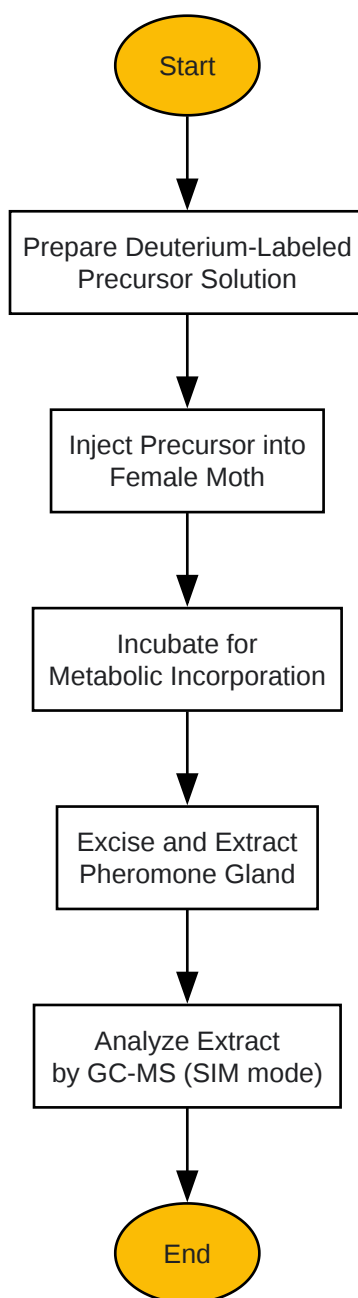 Start
Prepare Deuterium-Labeled
Precursor Solution
Inject Precursor into
Female Moth
Incubate for
Metabolic Incorporation
Excise and Extract
Pheromone Gland
Analyze Extract
by GC-MS (SIM mode)
End